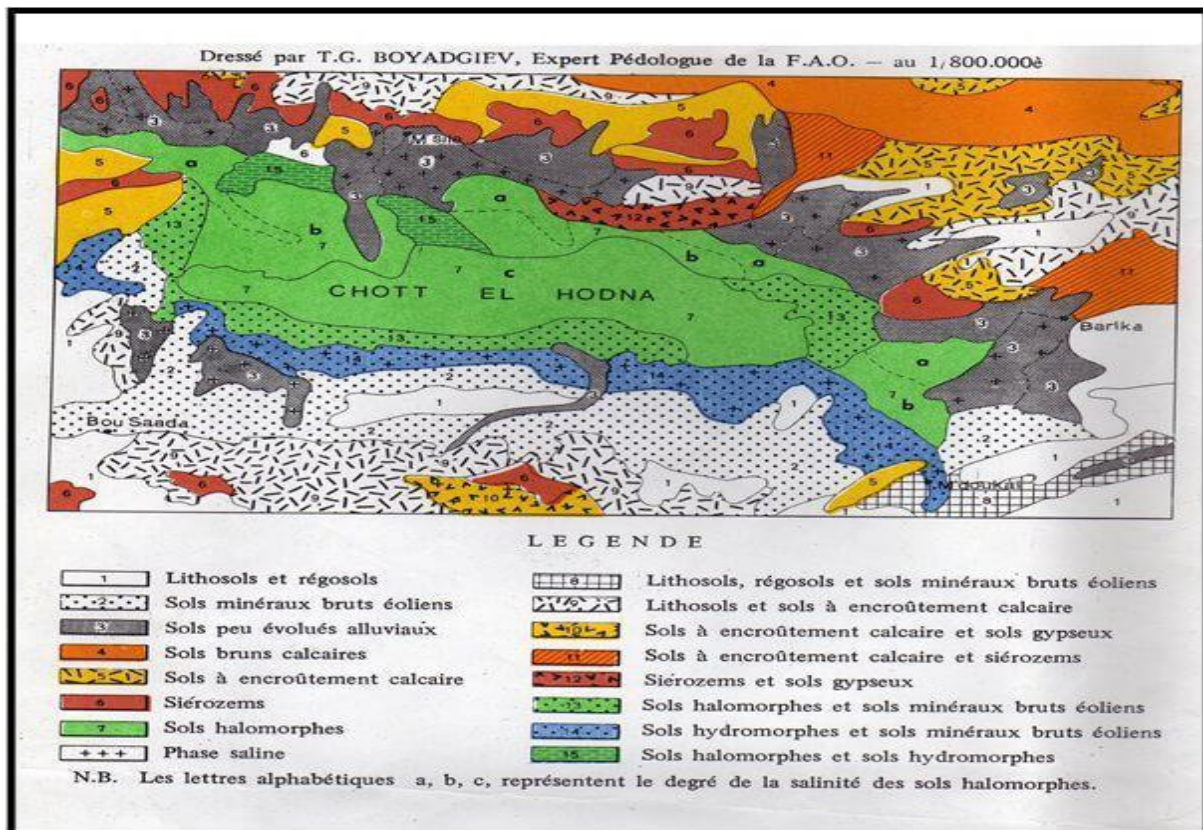 Dressé par T.G. BOYADGIEV, Expert Pédologue de la F.A.O. — au 1/800.000è
M'sila
CHOTT EL HODNA
Barika
Bou Saada
M'doukal
LEGENDE
1 Lithosols et régosols
2 Sols minéraux bruts éoliens
3 Sols peu évolués alluviaux
4 Sols bruns calcaires
5 Sols à encroûtement calcaire
6 Siérozems
7 Sols halomorphes
+++ Phase saline
8 Lithosols, régosols et sols minéraux bruts éoliens
9 Lithosols et sols à encroûtement calcaire
10 Sols à encroûtement calcaire et sols gypseux
11 Sols à encroûtement calcaire et siérozems
12 Siérozems et sols gypseux
13 Sols halomorphes et sols minéraux bruts éoliens
14 Sols hydromorphes et sols minéraux bruts éoliens
15 Sols halomorphes et sols hydromorphes
N.B. Les lettres alphabétiques a, b, c, représentent le degré de la salinité des sols halomorphes.